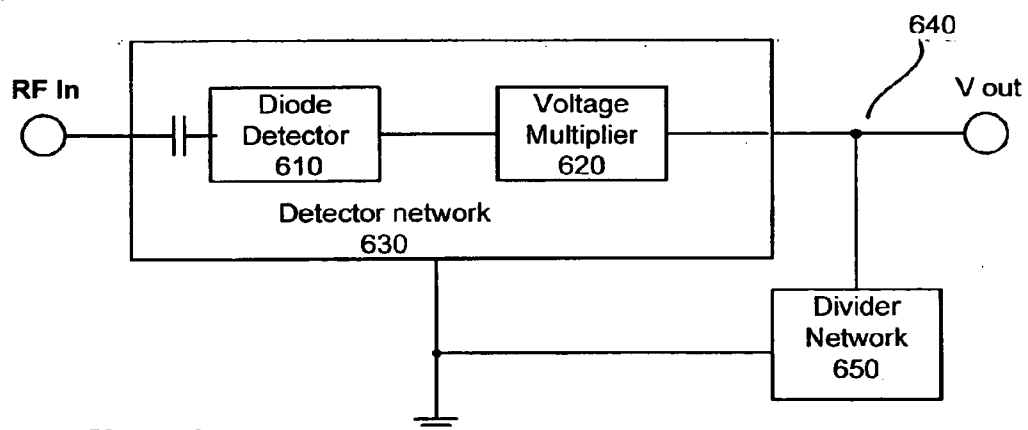 640
RF In
V out
Diode
Detector
610
Voltage
Multiplier
620
Detector network
630
Divider
Network
650